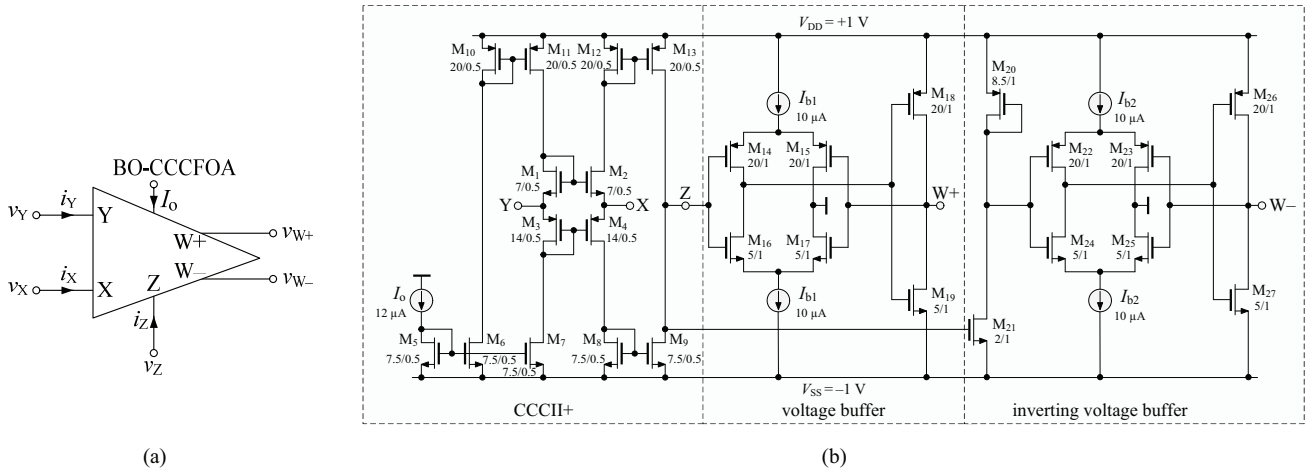 BO-CCCFOA
I_o
v_Y
i_Y
Y
W+
v_W+
W−
v_W−
v_X
i_X
X
Z
i_Z
v_Z
(a)
V_DD = +1 V
M_10
20/0.5
M_11
20/0.5
M_12
20/0.5
M_13
20/0.5
M_1
7/0.5
M_2
7/0.5
Y
X
M_3
14/0.5
M_4
14/0.5
I_o
12 µA
M_5
7.5/0.5
M_6
7.5/0.5
M_7
7.5/0.5
M_8
7.5/0.5
M_9
7.5/0.5
CCCII+
Z
I_b1
10 µA
M_14
20/1
M_15
20/1
M_16
5/1
M_17
5/1
I_b1
10 µA
M_18
20/1
W+
M_19
5/1
V_SS = −1 V
voltage buffer
M_20
8.5/1
M_21
2/1
I_b2
10 µA
M_22
20/1
M_23
20/1
M_24
5/1
M_25
5/1
I_b2
10 µA
M_26
20/1
W−
M_27
5/1
inverting voltage buffer
(b)